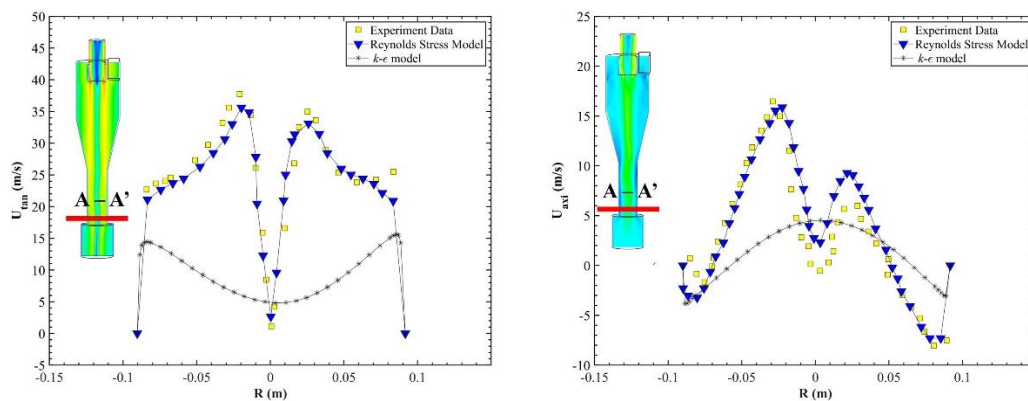 50
45
40
35
30
25
20
15
10
5
0
-5
U_tan (m/s)
Experiment Data
Reynolds Stress Model
k-ϵ model
A – A’
-0.15 -0.1 -0.05 0 0.05 0.1
R (m)
25
20
15
10
5
0
-5
-10
U_axi (m/s)
Experiment Data
Reynolds Stress Model
k-ϵ model
A – A’
-0.15 -0.1 -0.05 0 0.05 0.1 0.15
R (m)